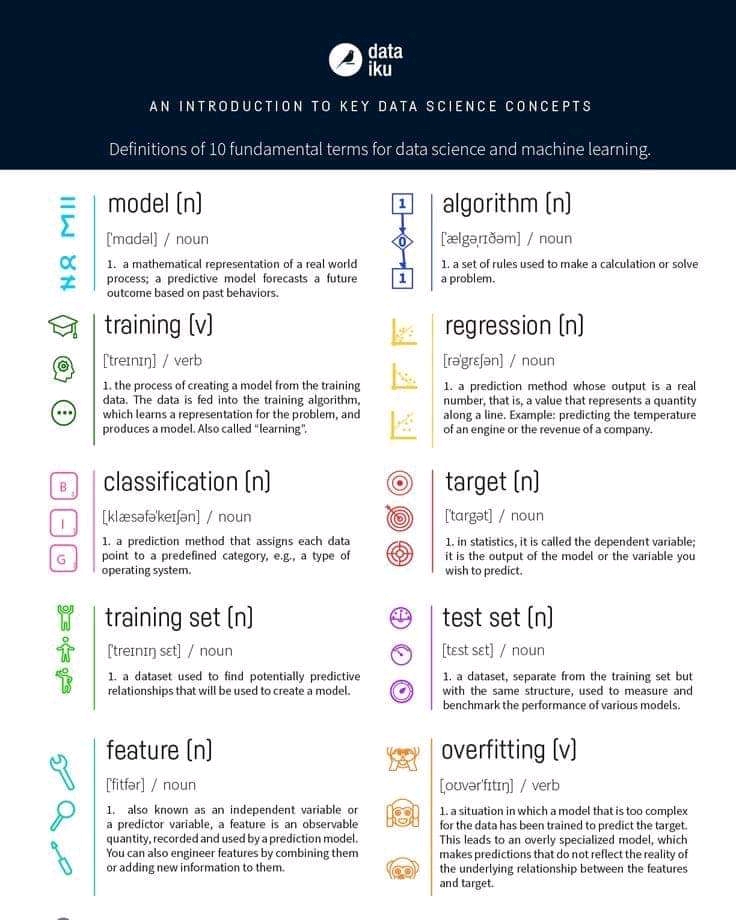 data
iku
AN INTRODUCTION TO KEY DATA SCIENCE CONCEPTS
Definitions of 10 fundamental terms for data science and machine learning.
model (n)
['mɑdəl] / noun
1. a mathematical representation of a real world
process; a predictive model forecasts a future
outcome based on past behaviors.
1
0
1
algorithm (n)
['ælgəˌrɪðəm] / noun
1. a set of rules used to make a calculation or solve
a problem.
training (v)
['treɪnɪŋ] / verb
1. the process of creating a model from the training
data. The data is fed into the training algorithm,
which learns a representation for the problem, and
produces a model. Also called “learning”.
regression (n)
[rə'grɛʃən] / noun
1. a prediction method whose output is a real
number, that is, a value that represents a quantity
along a line. Example: predicting the temperature
of an engine or the revenue of a company.
B
I
G
classification (n)
[klæsəfə'keɪʃən] / noun
1. a prediction method that assigns each data
point to a predefined category, e.g., a type of
operating system.
target (n)
['tɑrgət] / noun
1. in statistics, it is called the dependent variable;
it is the output of the model or the variable you
wish to predict.
training set (n)
['treɪnɪŋ sɛt] / noun
1. a dataset used to find potentially predictive
relationships that will be used to create a model.
test set (n)
[tɛst sɛt] / noun
1. a dataset, separate from the training set but
with the same structure, used to measure and
benchmark the performance of various models.
feature (n)
['fitʃər] / noun
1. also known as an independent variable or
a predictor variable, a feature is an observable
quantity, recorded and used by a prediction model.
You can also engineer features by combining them
or adding new information to them.
overfitting (v)
[ˌoʊvər'fɪtɪŋ] / verb
1. a situation in which a model that is too complex
for the data has been trained to predict the target.
This leads to an overly specialized model, which
makes predictions that do not reflect the reality of
the underlying relationship between the features
and target.